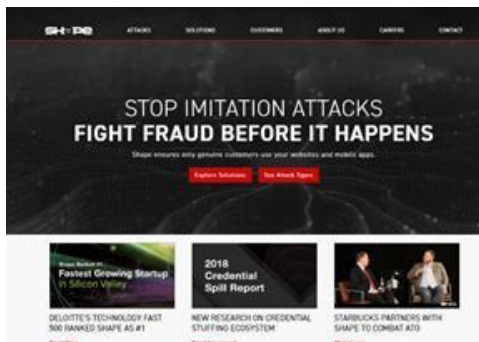 SHAPE
ATTACKS SOLUTIONS CUSTOMERS ABOUT US CAREERS CONTACT
STOP IMITATION ATTACKS
FIGHT FRAUD BEFORE IT HAPPENS
Shape ensures only genuine customers use your websites and mobile apps.
Explore Solutions See Attack Types
Shape Ranked #1
Fastest Growing Startup
in Silicon Valley
2018
Credential
Spill Report
DELOITTE'S TECHNOLOGY FAST
500 RANKED SHAPE AS #1
NEW RESEARCH ON CREDENTIAL
STUFFING ECOSYSTEM
STARBUCKS PARTNERS WITH
SHAPE TO COMBAT ATO